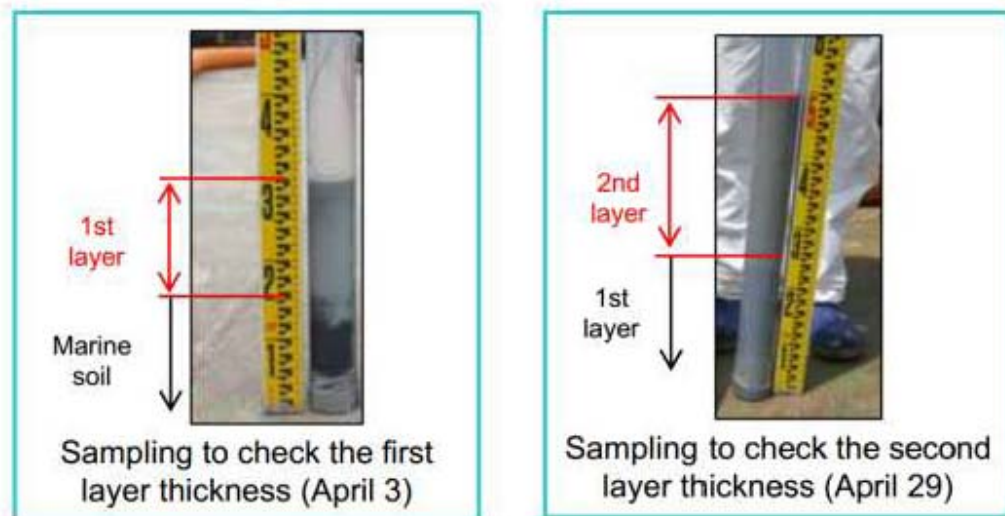 1st
layer
Marine
soil
Sampling to check the first
layer thickness (April 3)
2nd
layer
1st
layer
Sampling to check the second
layer thickness (April 29)